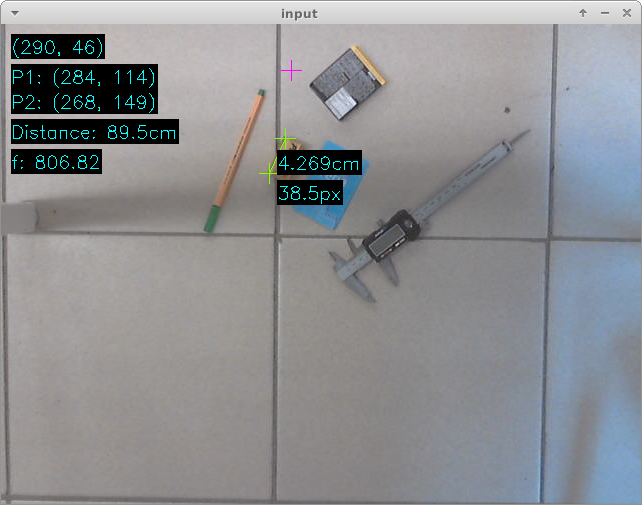 input
(290, 46)
P1: (284, 114)
P2: (268, 149)
Distance: 89.5cm
f: 806.82
4.269cm
38.5px